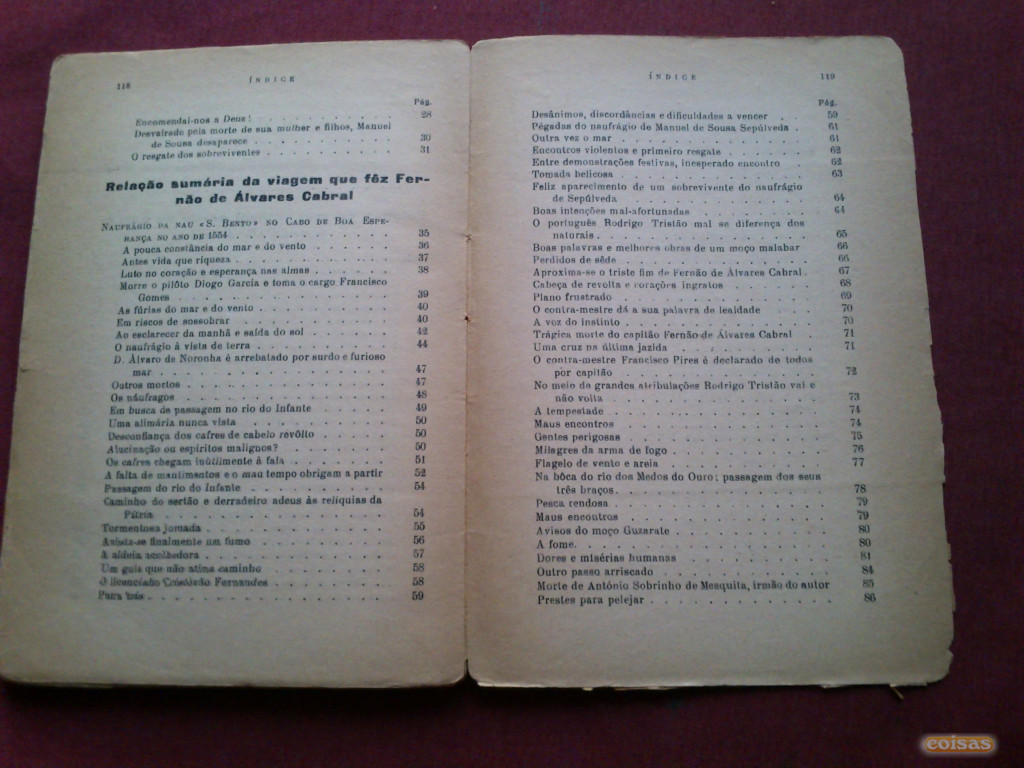 118
ÍNDICE
Pág.
Encomendai-nos a Deus! . . . . . . . . . . 28
Desvairado pela morte de sua mulher e filhos, Manuel
de Sousa desaparece . . . . . . . . . . 30
O resgate dos sobreviventes . . . . . . . . . . 31
Relação sumária da viagem que fêz Fer-
não de Álvares Cabral
NAUFRÁGIO DA NAU «S. BENTO» NO CABO DE BOA ESPE-
RANÇA NO ANO DE 1554 . . . . . . . . . . 35
A pouca constância do mar e do vento . . . . . . 36
Antes vida que riqueza . . . . . . . . . . 37
Luto no coração e esperança nas almas . . . . . . 38
Morre o pilôto Diogo Garcia e toma o cargo Francisco
Gomes . . . . . . . . . . 39
As fúrias do mar e do vento . . . . . . . . 40
Em riscos de sossobrar . . . . . . . . . . 40
Ao esclarecer da manhã e saída do sol . . . . . . 42
O naufrágio à vista de terra . . . . . . . . 44
D. Álvaro de Noronha é arrebatado por surdo e furioso
mar . . . . . . . . . . 47
Outros mortos . . . . . . . . . . 47
Os náufragos . . . . . . . . . . 48
Em busca de passagem no rio do Infante . . . . . . 49
Uma alimária nunca vista . . . . . . . . 50
Desconfiança dos cafres de cabelo revôlto . . . . . . 50
Alucinação ou espíritos malignos? . . . . . . . . 50
Os cafres chegam inùtilmente à fala . . . . . . . . 51
A falta de mantimentos e o mau tempo obrigam a partir 52
Passagem do rio do Infante . . . . . . . . 54
Caminho do sertão e derradeiro adeus às relíquias da
Pátria . . . . . . . . . . 54
Tormentosa jornada . . . . . . . . . . 55
Avista-se finalmente um fumo . . . . . . . . 56
A aldeia acolhedora . . . . . . . . . . 57
Um guia que não atina caminho . . . . . . . . 58
O licenciado Cristóvão Fernandes . . . . . . . . 58
Para trás . . . . . . . . . . 59
ÍNDICE
119
Pág.
Desânimos, discordâncias e dificuldades a vencer . . 59
Pégadas do naufrágio de Manuel de Sousa Sepúlveda . 61
Outra vez o mar . . . . . . . . . . 61
Encontros violentos e primeiro resgate . . . . . . 62
Entre demonstrações festivas, inesperado encontro . . 62
Tomada belicosa . . . . . . . . . . 63
Feliz aparecimento de um sobrevivente do naufrágio
de Sepúlveda . . . . . . . . . . 64
Boas intenções mal-afortunadas . . . . . . . . 64
O português Rodrigo Tristão mal se diferença dos
naturais . . . . . . . . . . 65
Boas palavras e melhores obras de um moço malabar 66
Perdidos de sêde . . . . . . . . . . 66
Aproxima-se o triste fim de Fernão de Álvares Cabral . 67
Cabeça de revolta e corações ingratos . . . . . . 68
Plano frustrado . . . . . . . . . . 69
O contra-mestre dá a sua palavra de lealdade . . . . 70
A voz do instinto . . . . . . . . . . 70
Trágica morte do capitão Fernão de Álvares Cabral . 71
Uma cruz na última jazida . . . . . . . . 71
O contra-mestre Francisco Pires é declarado de todos
por capitão . . . . . . . . . . 72
No meio de grandes atribulações Rodrigo Tristão vai e
não volta . . . . . . . . . . 73
A tempestade . . . . . . . . . . 74
Maus encontros . . . . . . . . . . 74
Gentes perigosas . . . . . . . . . . 75
Milagres da arma de fogo . . . . . . . . 76
Flagelo de vento e areia . . . . . . . . 77
Na bôca do rio dos Medos do Ouro; passagem dos seus
três braços . . . . . . . . . . 78
Pesca rendosa . . . . . . . . . . 79
Maus encontros . . . . . . . . . . 79
Avisos do moço Guzarate . . . . . . . . 80
A fome . . . . . . . . . . 80
Dores e misérias humanas . . . . . . . . 81
Outro passo arriscado . . . . . . . . . . 84
Morte de António Sobrinho de Mesquita, irmão do autor 85
Prestes para pelejar . . . . . . . . . . 86
coisas